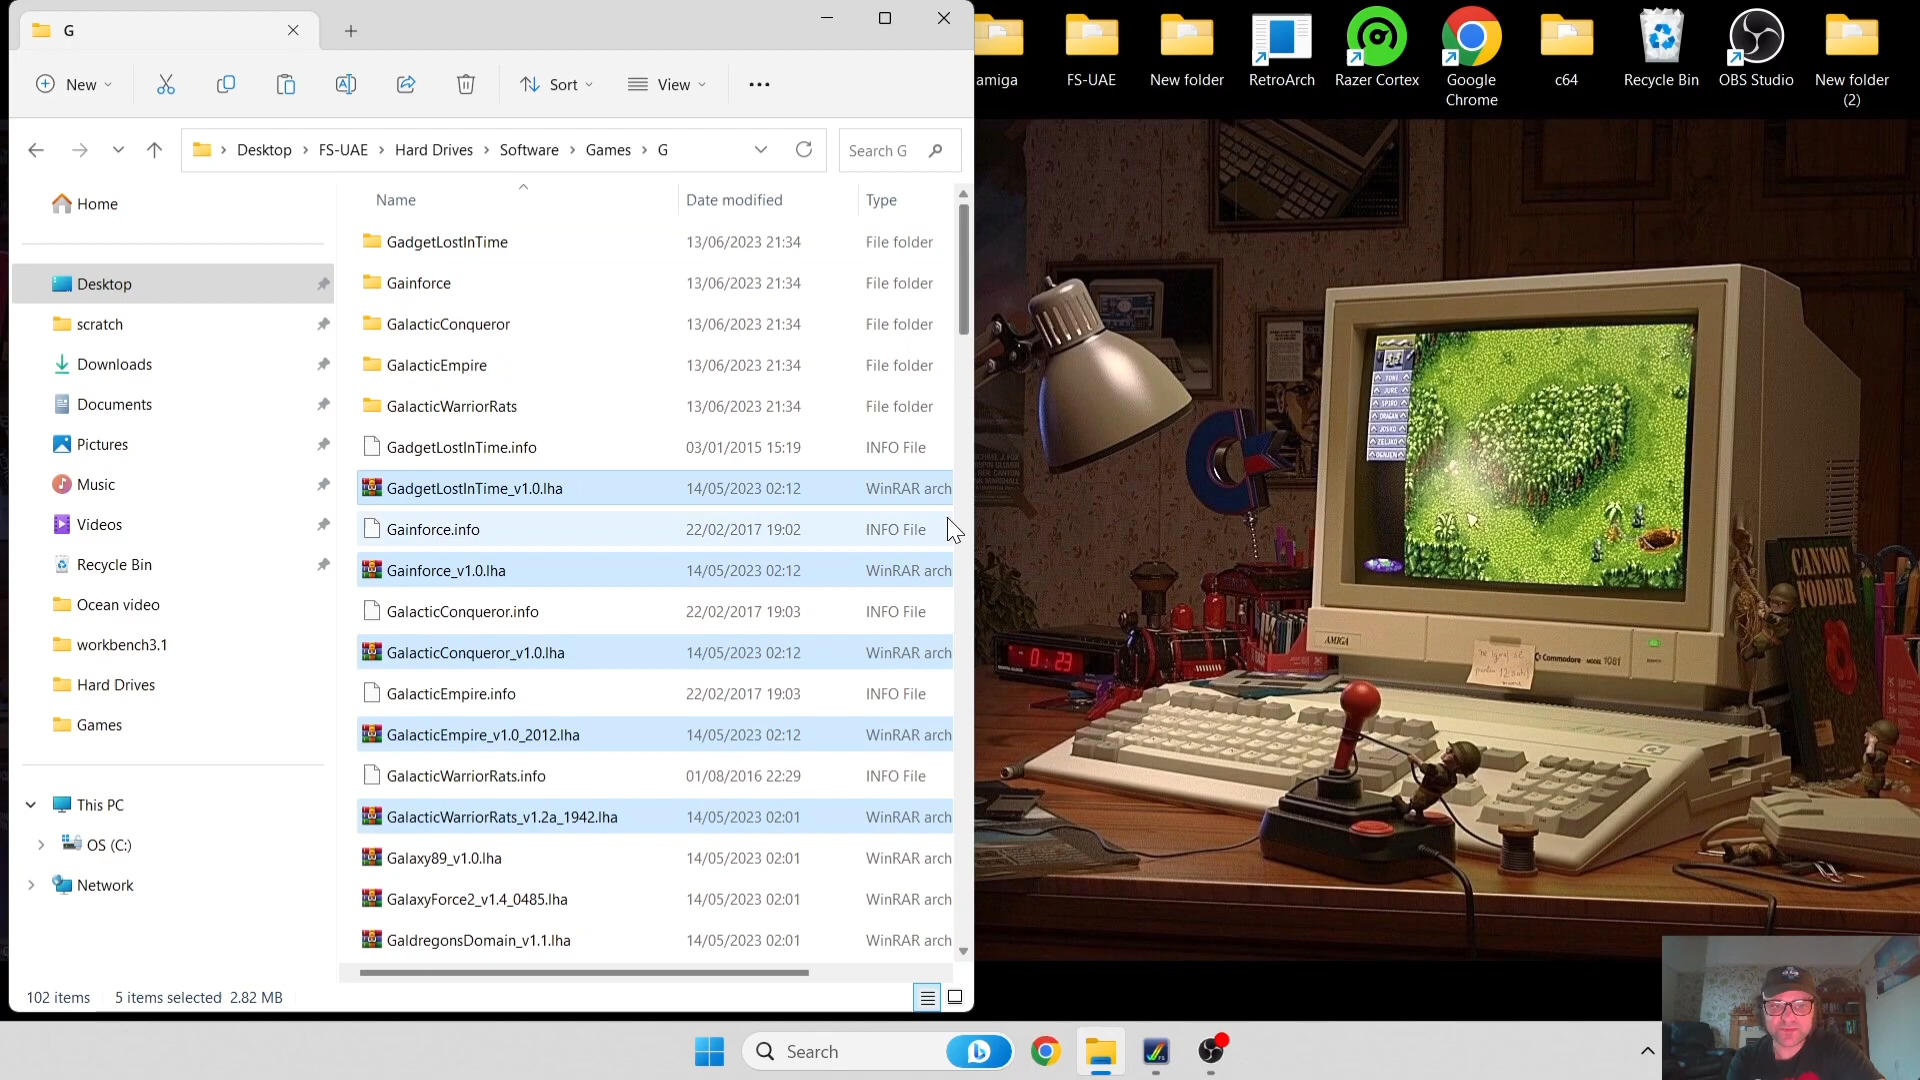 G
New
Sort
View
Desktop
FS-UAE
Hard Drives
Software
Games
G
Search G
Home
Desktop
scratch
Downloads
Documents
Pictures
Music
Videos
Recycle Bin
Ocean video
workbench3.1
Hard Drives
Games
This PC
OS (C:)
Network
Name Date modified Type
GadgetLostInTime 13/06/2023 21:34 File folder
Gainforce 13/06/2023 21:34 File folder
GalacticConqueror 13/06/2023 21:34 File folder
GalacticEmpire 13/06/2023 21:34 File folder
GalacticWarriorRats 13/06/2023 21:34 File folder
GadgetLostInTime.info 03/01/2015 15:19 INFO File
GadgetLostInTime_v1.0.lha 14/05/2023 02:12 WinRAR arch
Gainforce.info 22/02/2017 19:02 INFO File
Gainforce_v1.0.lha 14/05/2023 02:12 WinRAR arch
GalacticConqueror.info 22/02/2017 19:03 INFO File
GalacticConqueror_v1.0.lha 14/05/2023 02:12 WinRAR arch
GalacticEmpire.info 22/02/2017 19:03 INFO File
GalacticEmpire_v1.0_2012.lha 14/05/2023 02:12 WinRAR arch
GalacticWarriorRats.info 01/08/2016 22:29 INFO File
GalacticWarriorRats_v1.2a_1942.lha 14/05/2023 02:01 WinRAR arch
Galaxy89_v1.0.lha 14/05/2023 02:01 WinRAR arch
GalaxyForce2_v1.4_0485.lha 14/05/2023 02:01 WinRAR arch
GaldregonsDomain_v1.1.lha 14/05/2023 02:01 WinRAR arch
102 items 5 items selected 2.82 MB
amiga
FS-UAE
New folder
RetroArch
Razer Cortex
Google
Chrome
c64
Recycle Bin
OBS Studio
New folder
(2)
0:23
AMIGA
Commodore MODEL 1081
CANNON
FODDER
Search